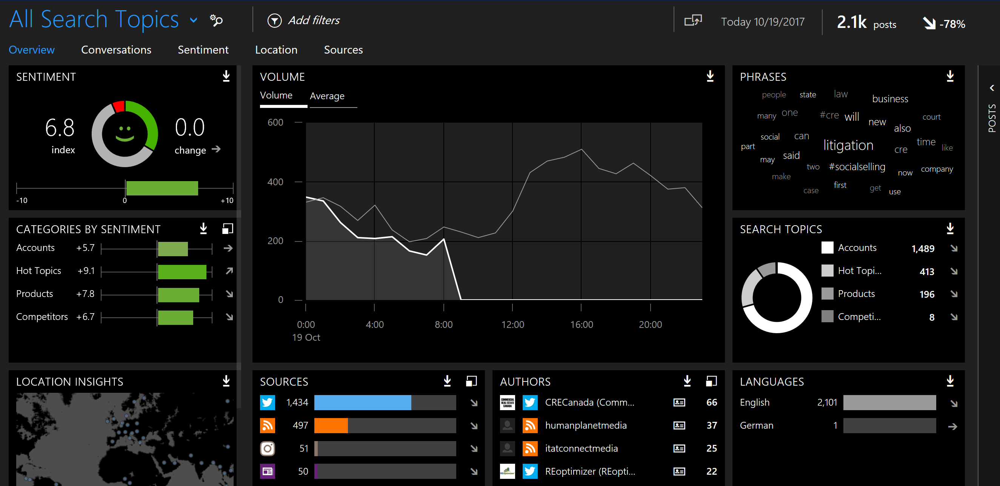 All Search Topics
Add filters
Today 10/19/2017
2.1k posts
-78%
Overview Conversations Sentiment Location Sources
SENTIMENT
6.8
index
0.0
change
-10 0 +10
CATEGORIES BY SENTIMENT
Accounts +5.7
Hot Topics +9.1
Products +7.8
Competitors +6.7
LOCATION INSIGHTS
VOLUME
Volume Average
600
400
200
0
0:00 4:00 8:00 12:00 16:00 20:00
19 Oct
SOURCES
1,434
497
51
50
AUTHORS
COMMERCIAL
REAL ESTATE
CANADA
CRECanada (Comm... 66
humanplanetmedia 37
itatconnectmedia 25
REoptimizer
REoptimizer (REopti... 22
PHRASES
people state law business
many one #cre will new court
also
social can litigation time
part cre like
may said
two #socialselling now company
make
case first get use
SEARCH TOPICS
Accounts 1,489
Hot Topi... 413
Products 196
Competi... 8
LANGUAGES
English 2,101
German 1
POSTS